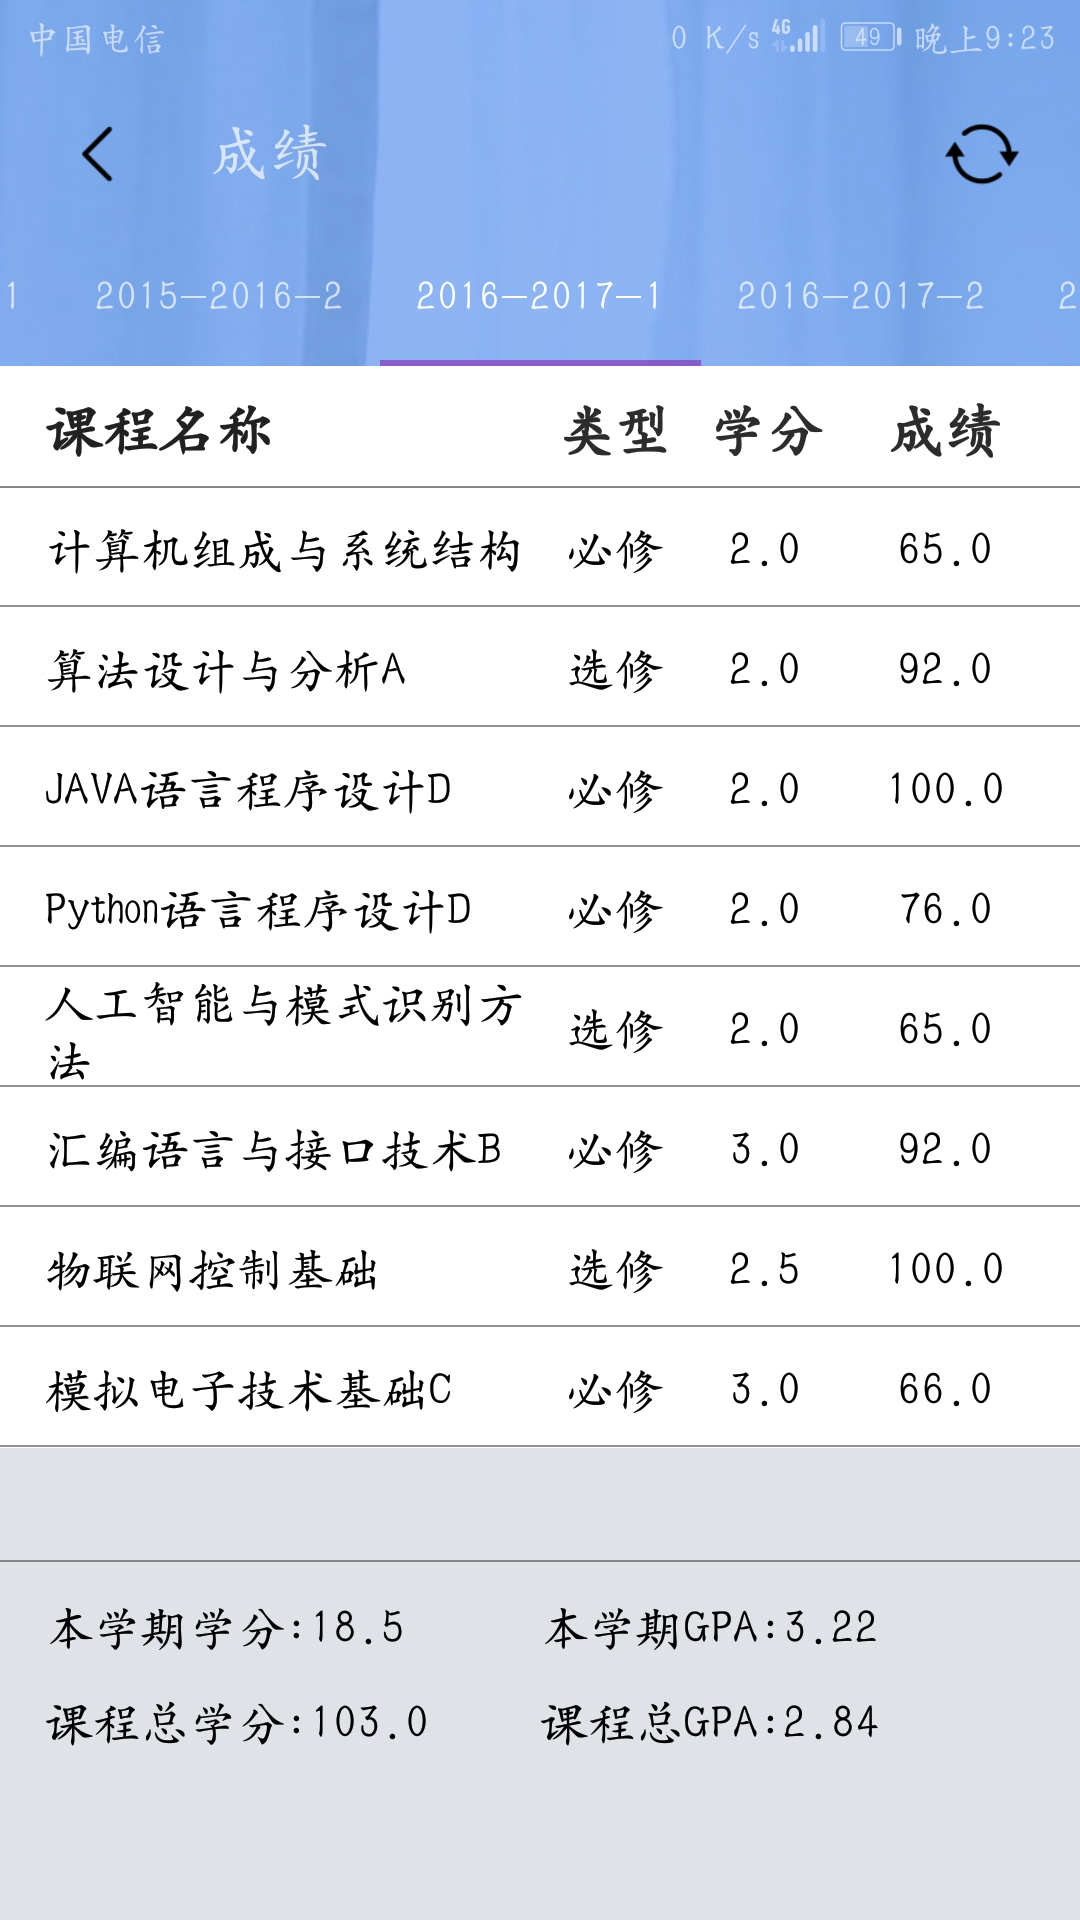 中国电信 0 K/s 4G 49 晚上9:23
成绩
1 2015-2016-2 2016-2017-1 2016-2017-2 2
课程名称 类型 学分 成绩
计算机组成与系统结构 必修 2.0 65.0
算法设计与分析A 选修 2.0 92.0
JAVA语言程序设计D 必修 2.0 100.0
Python语言程序设计D 必修 2.0 76.0
人工智能与模式识别方
法 选修 2.0 65.0
汇编语言与接口技术B 必修 3.0 92.0
物联网控制基础 选修 2.5 100.0
模拟电子技术基础C 必修 3.0 66.0
本学期学分:18.5 本学期GPA:3.22
课程总学分:103.0 课程总GPA:2.84